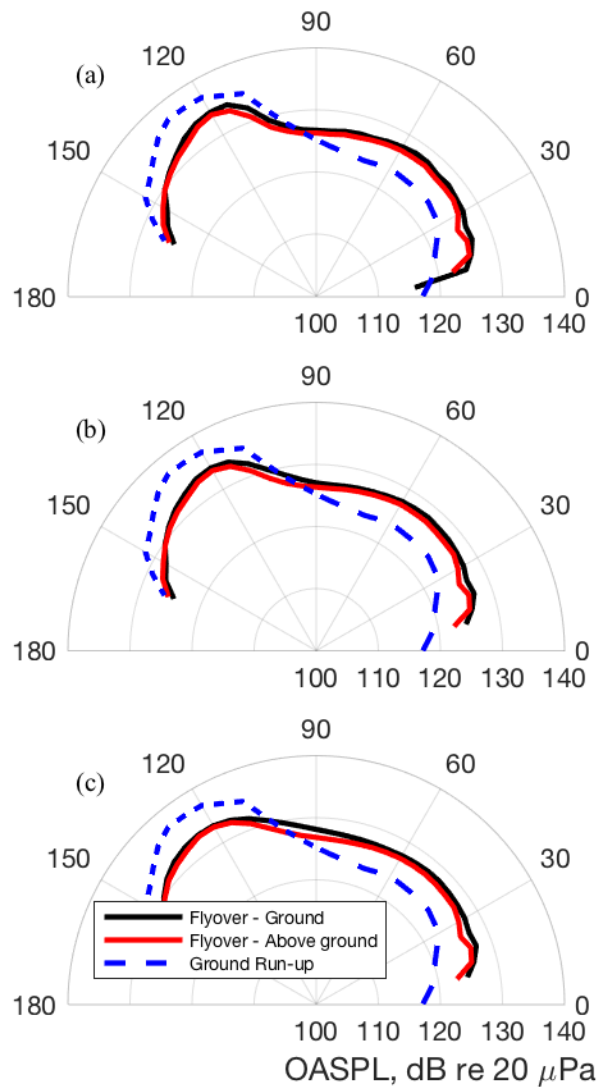 90
(a) 120 60
150 30
180 0
100 110 120 130 140
90
(b) 120 60
150 30
180 0
100 110 120 130 140
90
(c) 120 60
150 30
Flyover - Ground
Flyover - Above ground
Ground Run-up
180 0
100 110 120 130 140
OASPL, dB re 20 μPa